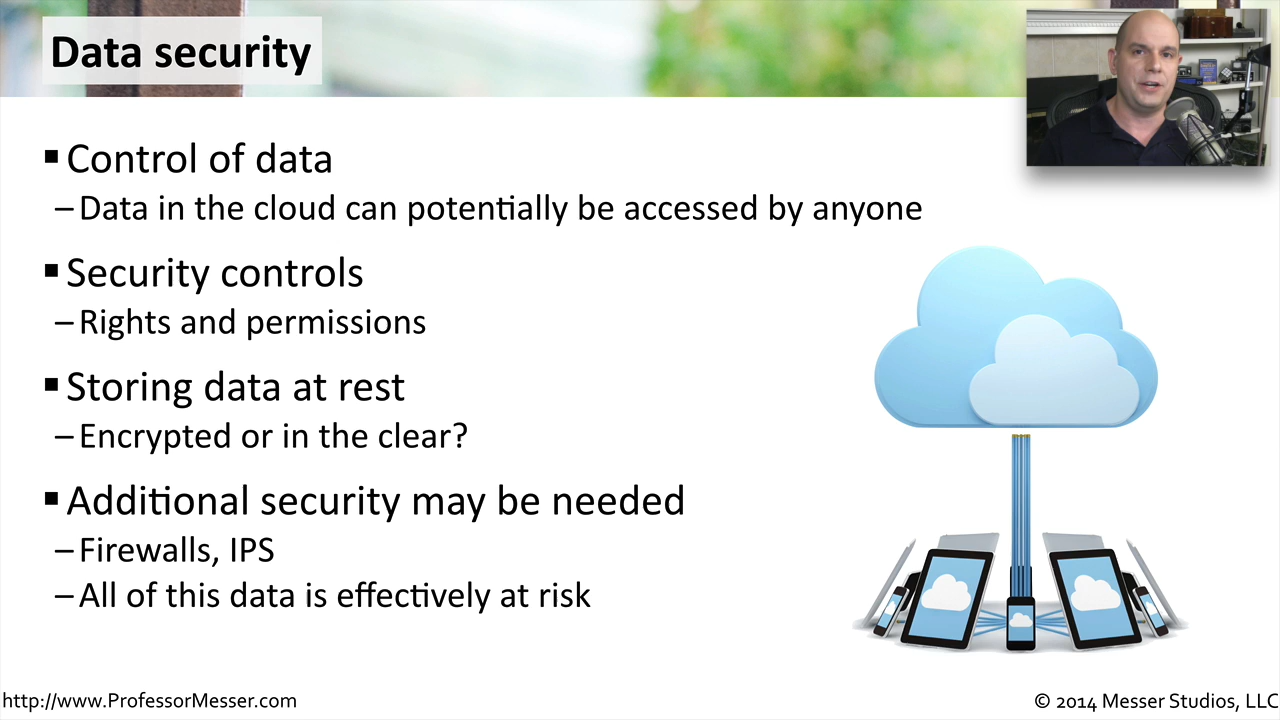 Data security
▪ Control of data
– Data in the cloud can potentially be accessed by anyone
▪ Security controls
– Rights and permissions
▪ Storing data at rest
– Encrypted or in the clear?
▪ Additional security may be needed
– Firewalls, IPS
– All of this data is effectively at risk
http://www.ProfessorMesser.com
© 2014 Messer Studios, LLC